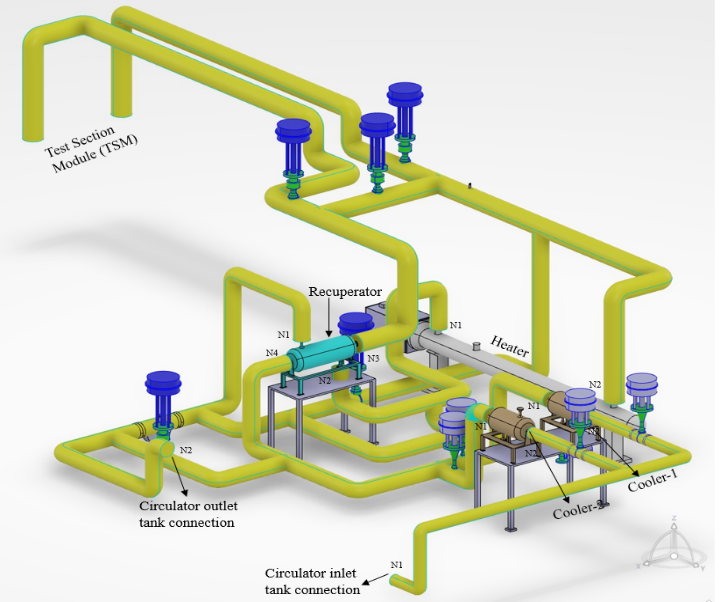 Test Section
Module (TSM)
Recuperator
N1
N4
N3
N2
N1
Heater
N2
N1
N1
N2
N2
Cooler-1
Cooler-2
Circulator outlet
tank connection
N1
Circulator inlet
tank connection
Z
X
Y